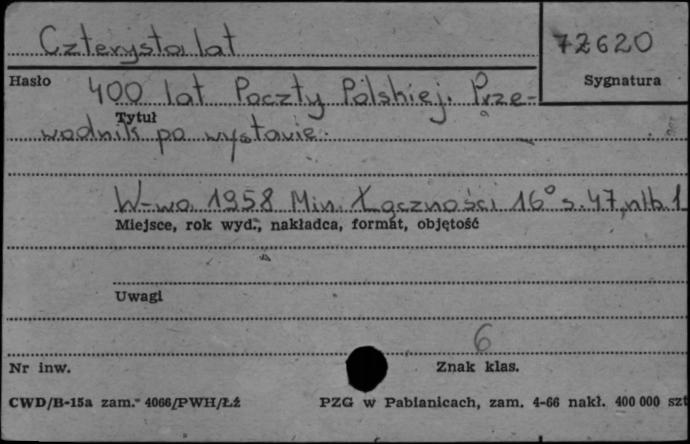 Czterysta lat
72620
Hasło
Sygnatura
400 lat Poczty Polskiej. Prze-
Tytuł
wodnik po wystawie.
W-wa 1958 Min. Łączności 16° s. 47, nlb. 1
Miejsce, rok wyd., nakładca, format, objętość
Uwagi
6
Nr inw.
Znak klas.
CWD/B-15a zam. 4066/PWH/Łź
PZG w Pabianicach, zam. 4-66 nakł. 400 000 szt